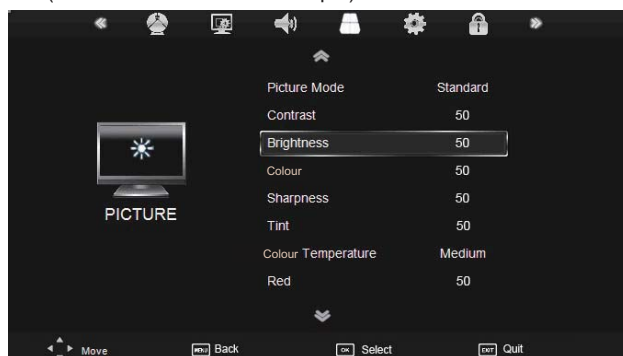 Picture Mode Standard
Contrast 50
Brightness 50
Colour 50
Sharpness 50
Tint 50
Colour Temperature Medium
Red 50
PICTURE
Move MENU Back OK Select EXIT Quit